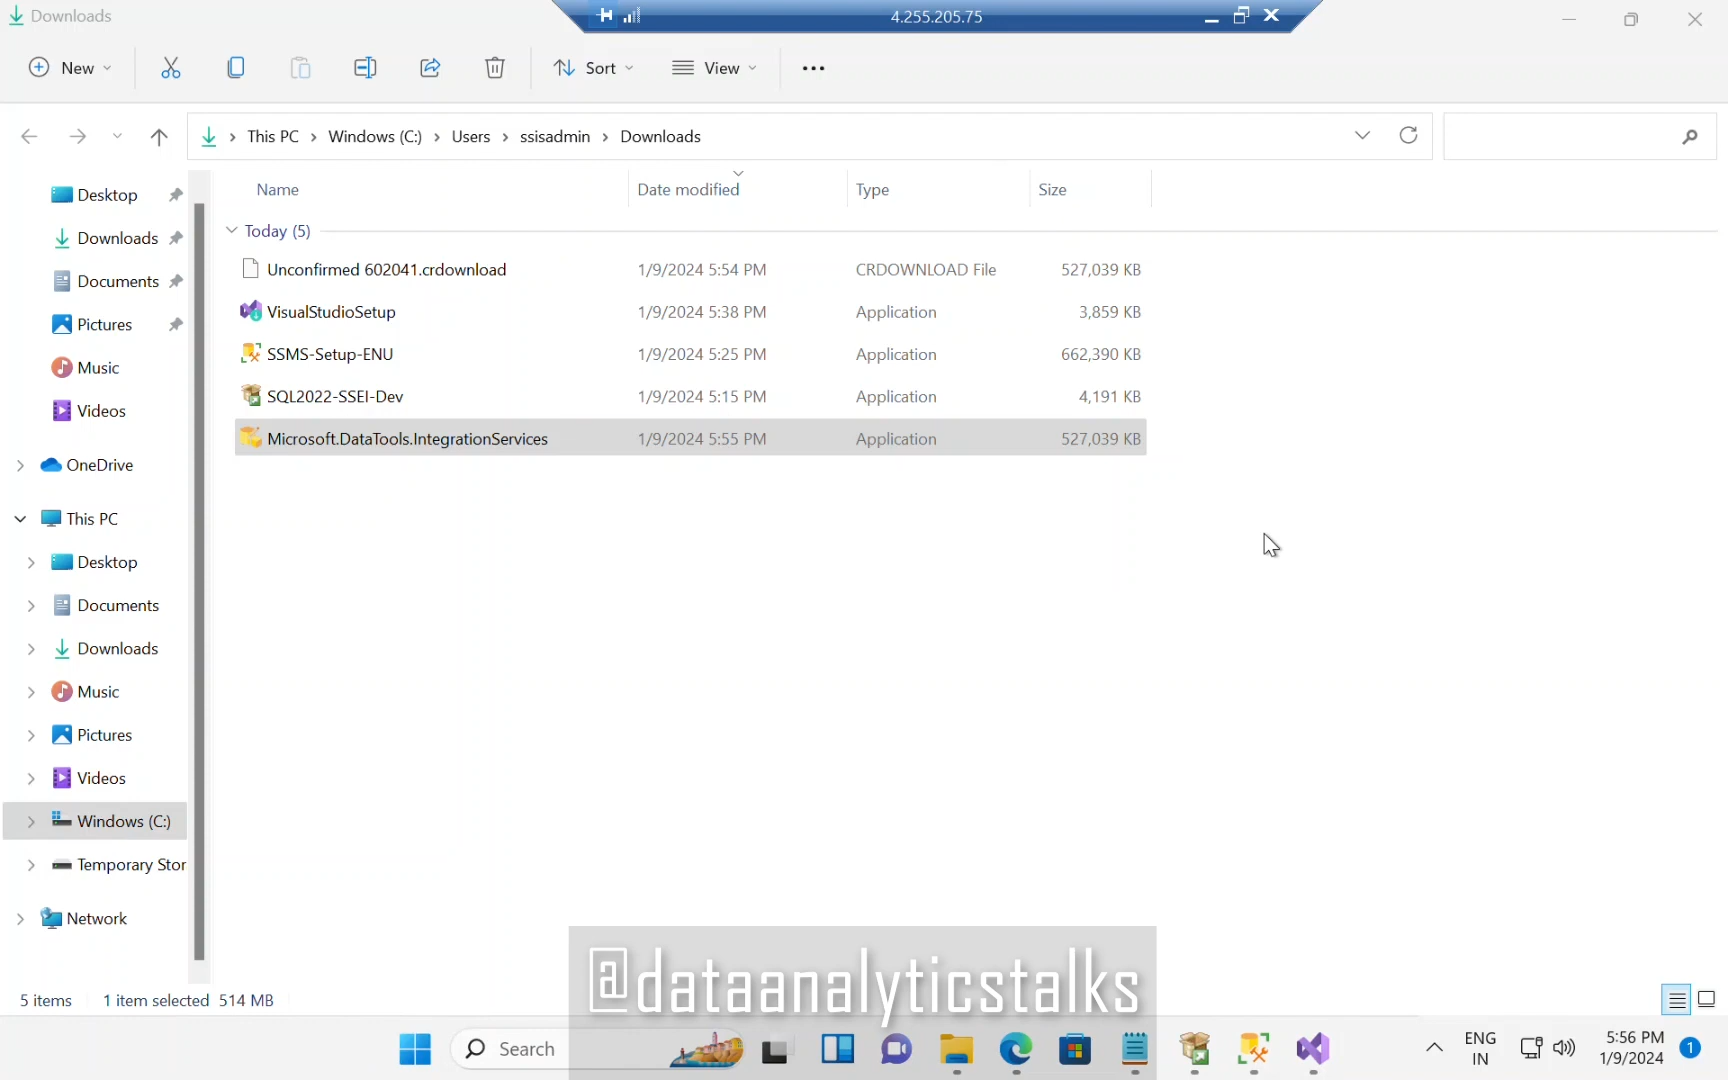 Downloads
4.255.205.75
New
Sort
View
This PC > Windows (C:) > Users > ssisadmin > Downloads
Name Date modified Type Size
Today (5)
Unconfirmed 602041.crdownload 1/9/2024 5:54 PM CRDOWNLOAD File 527,039 KB
VisualStudioSetup 1/9/2024 5:38 PM Application 3,859 KB
SSMS-Setup-ENU 1/9/2024 5:25 PM Application 662,390 KB
SQL2022-SSEI-Dev 1/9/2024 5:15 PM Application 4,191 KB
Microsoft.DataTools.IntegrationServices 1/9/2024 5:55 PM Application 527,039 KB
Desktop
Downloads
Documents
Pictures
Music
Videos
OneDrive
This PC
Desktop
Documents
Downloads
Music
Pictures
Videos
Windows (C:)
Temporary Stor
Network
5 items 1 item selected 514 MB
@dataanalyticstalks
Search
ENG
IN
5:56 PM
1/9/2024
1